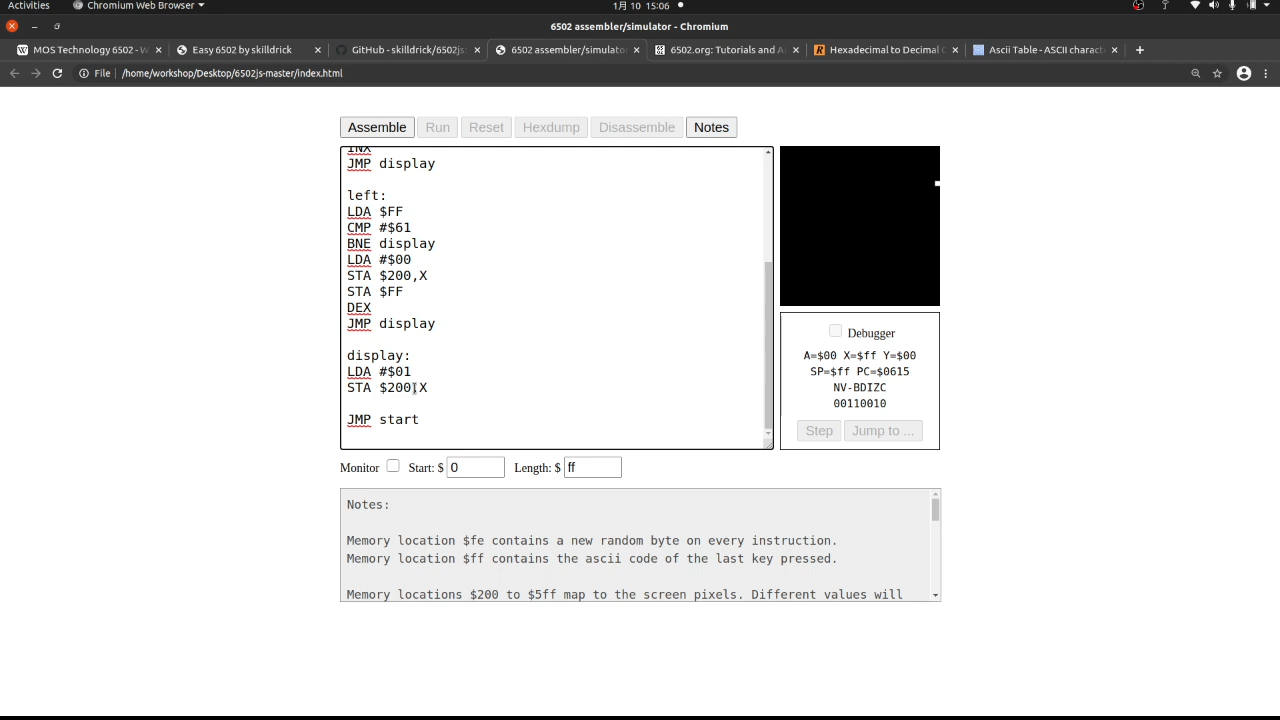 Activities Chromium Web Browser 1月 10 15:06
6502 assembler/simulator - Chromium
MOS Technology 6502 - W × Easy 6502 by skilldrick × GitHub - skilldrick/6502js: × 6502 assembler/simulator × 6502.org: Tutorials and A × Hexadecimal to Decimal C × Ascii Table - ASCII charact ×
File /home/workshop/Desktop/6502js-master/index.html
Assemble Run Reset Hexdump Disassemble Notes
INX
JMP display
left:
LDA $FF
CMP #$61
BNE display
LDA #$00
STA $200,X
STA $FF
DEX
JMP display
display:
LDA #$01
STA $200,X
JMP start
Debugger
A=$00 X=$ff Y=$00
SP=$ff PC=$0615
NV-BDIZC
00110010
Step Jump to ...
Monitor Start: $ 0 Length: $ ff
Notes:
Memory location $fe contains a new random byte on every instruction.
Memory location $ff contains the ascii code of the last key pressed.
Memory locations $200 to $5ff map to the screen pixels. Different values will